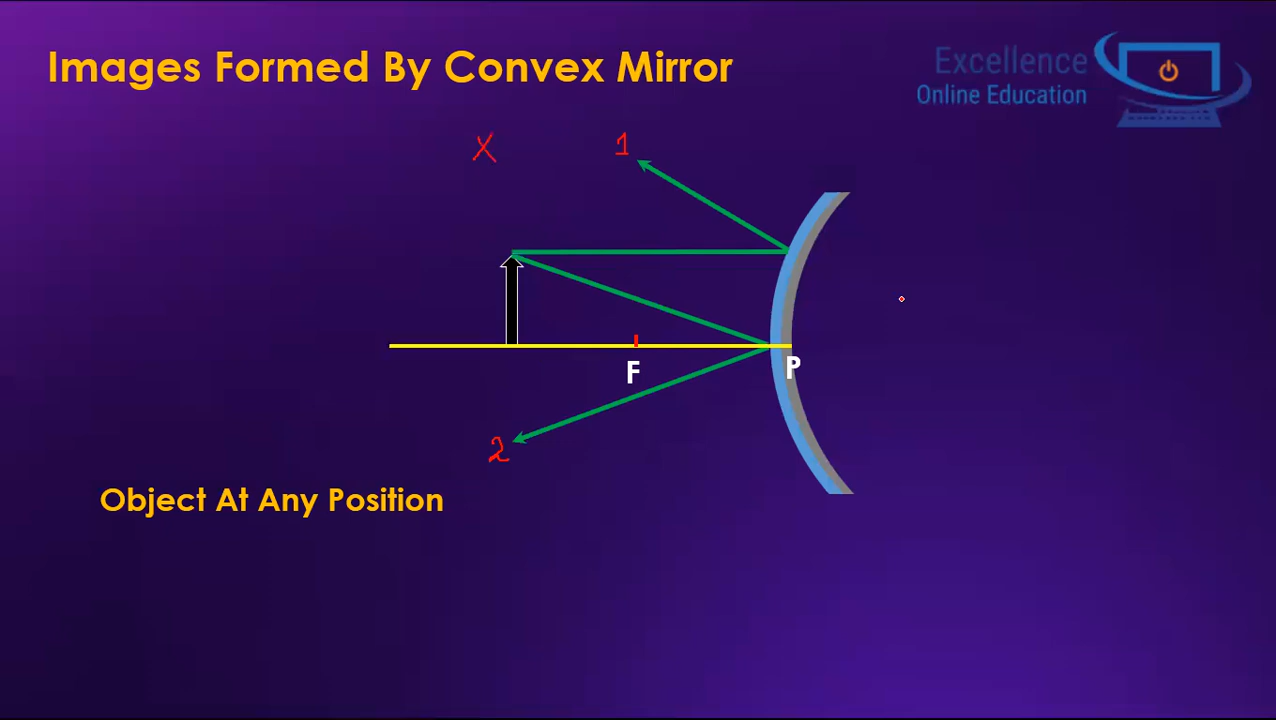 Images Formed By Convex Mirror
Excellence
Online Education
X
1
F
P
2
Object At Any Position